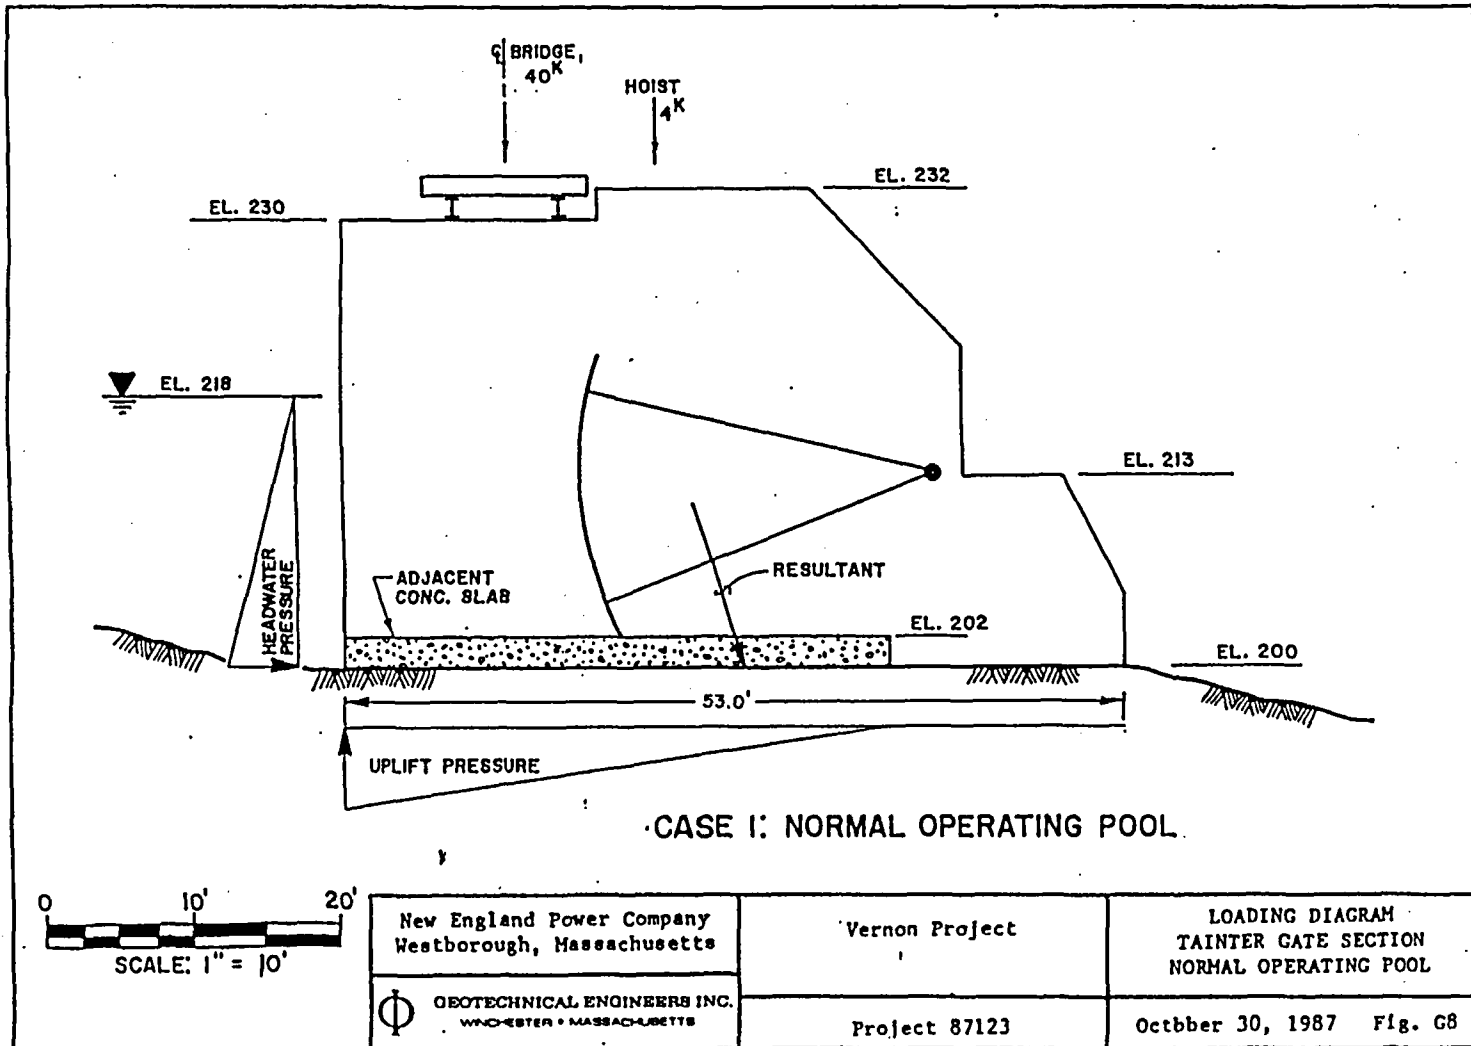 ℄ BRIDGE,
40K
HOIST
4K
EL. 232
EL. 230
EL. 218
EL. 213
HEADWATER
PRESSURE
ADJACENT
CONC. SLAB
RESULTANT
EL. 202
EL. 200
53.0'
UPLIFT PRESSURE
CASE I: NORMAL OPERATING POOL
0 10' 20'
SCALE: 1" = 10'
New England Power Company
Westborough, Massachusetts
GEOTECHNICAL ENGINEERS INC.
WINCHESTER • MASSACHUSETTS
Vernon Project
Project 87123
LOADING DIAGRAM
TAINTER GATE SECTION
NORMAL OPERATING POOL
Octbber 30, 1987 Fig. G8